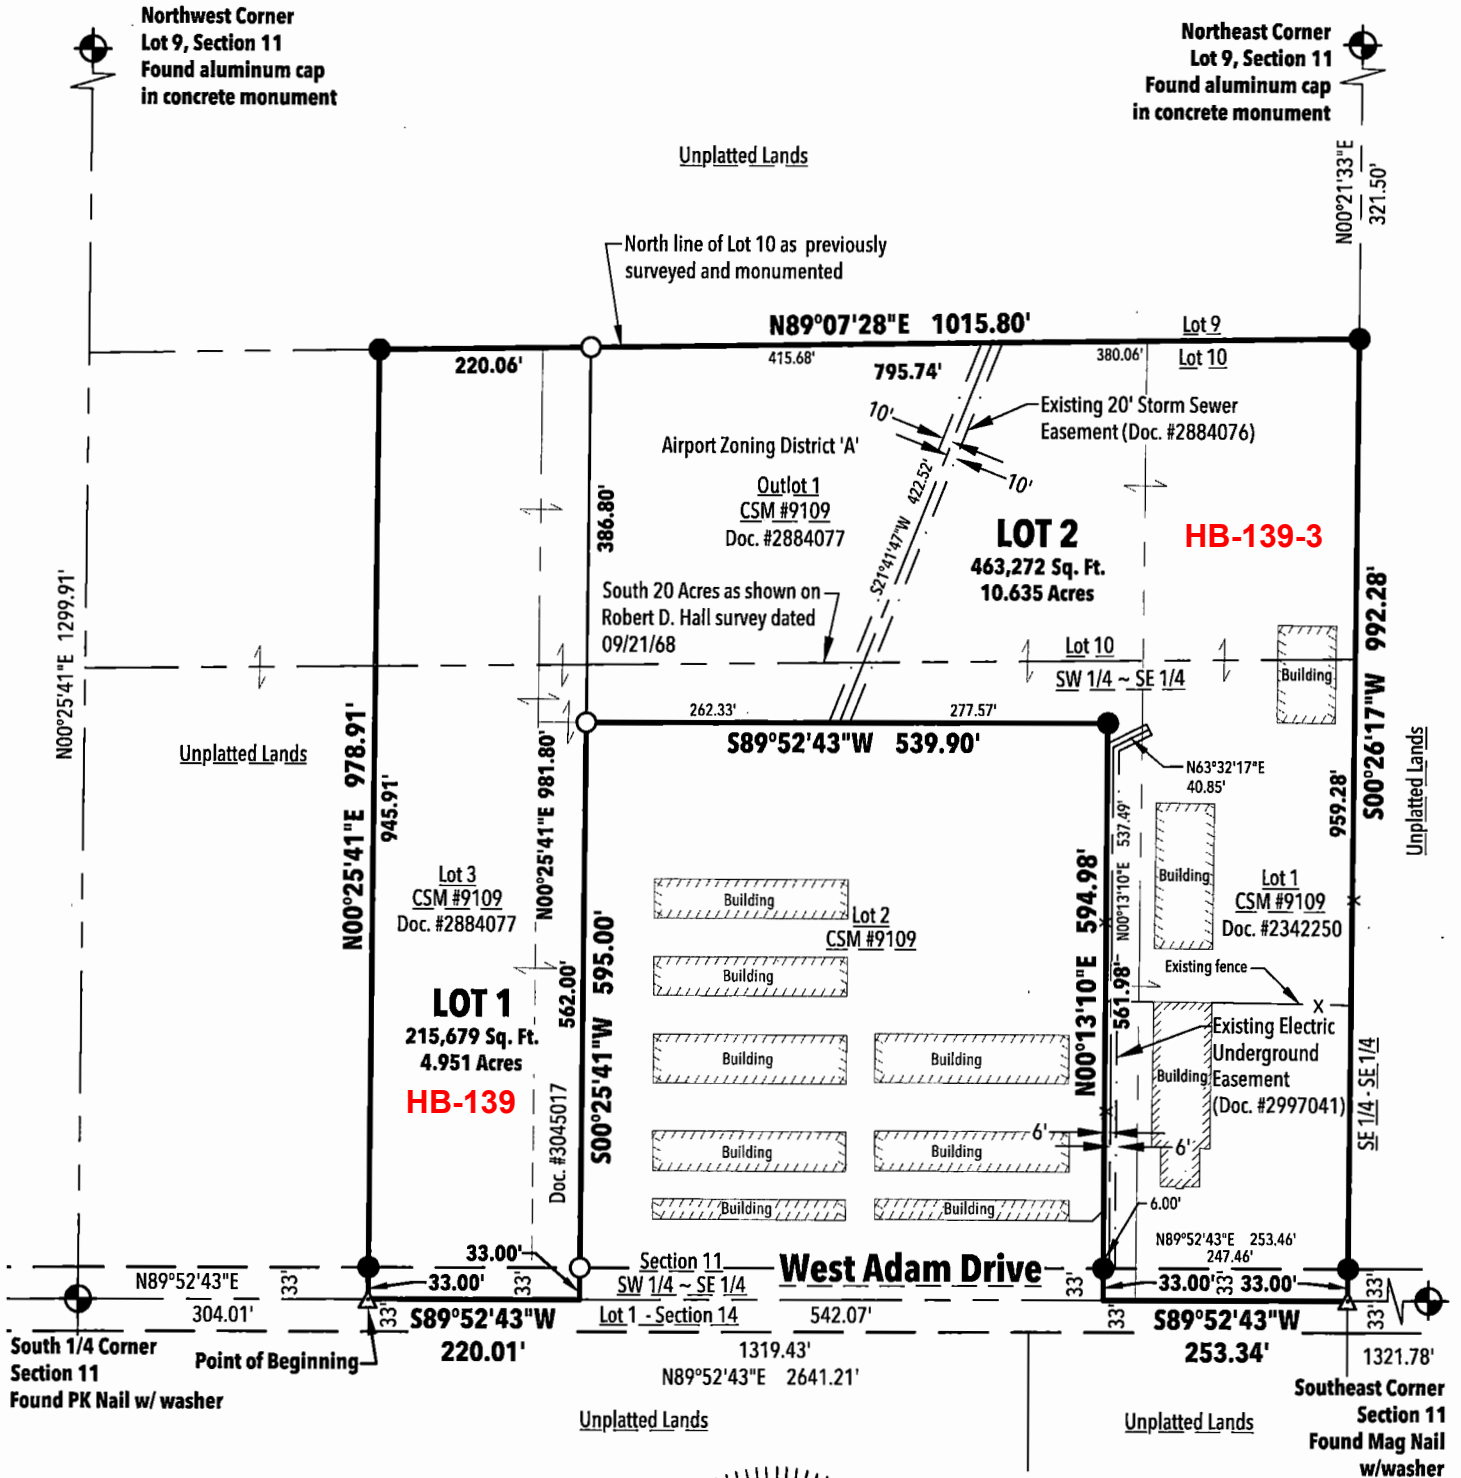 Northwest Corner
Lot 9, Section 11
Found aluminum cap
in concrete monument
Northeast Corner
Lot 9, Section 11
Found aluminum cap
in concrete monument
Unplatted Lands
N00°21'33"E
321.50'
North line of Lot 10 as previously
surveyed and monumented
N89°07'28"E 1015.80'
Lot 9
Lot 10
220.06'
415.68'
795.74'
380.06'
Existing 20' Storm Sewer
Easement (Doc. #2884076)
10'
10'
Airport Zoning District 'A'
Outlot 1
CSM #9109
Doc. #2884077
S21°41'47"W 422.52'
386.80'
LOT 2
463,272 Sq. Ft.
10.635 Acres
HB-139-3
South 20 Acres as shown on
Robert D. Hall survey dated
09/21/68
N00°25'41"E 1299.91'
Lot 10
SW 1/4 ~ SE 1/4
Building
S00°26'17"W 992.28'
959.28'
Unplatted Lands
Unplatted Lands
262.33'
277.57'
S89°52'43"W 539.90'
N63°32'17"E
40.85'
N00°25'41"E 978.91'
945.91'
N00°25'41"E 981.80'
N00°13'10"E 537.49'
Building
Lot 3
CSM #9109
Doc. #2884077
Building
Lot 2
CSM #9109
Lot 1
CSM #9109
Doc. #2342250
N00°13'10"E 594.98'
561.98'
S00°25'41"W 595.00'
562.00'
Building
Existing fence
X
LOT 1
215,679 Sq. Ft.
4.951 Acres
HB-139
Existing Electric
Underground
Easement
(Doc. #2997041)
Building
Building
Building
SE 1/4 - SE 1/4
Doc. #3045017
6'
6'
Building
Building
Building
Building
6.00'
N89°52'43"E 253.46'
247.46'
33.00'
Section 11
SW 1/4 ~ SE 1/4
West Adam Drive
N89°52'43"E
304.01'
33'
33'
33.00'
33'
33'
33'
33.00'
33'
33.00'
33'
33'
S89°52'43"W
220.01'
Lot 1 - Section 14
542.07'
S89°52'43"W
253.34'
South 1/4 Corner
Section 11
Found PK Nail w/ washer
Point of Beginning
1319.43'
N89°52'43"E 2641.21'
1321.78'
Southeast Corner
Section 11
Found Mag Nail
w/washer
Unplatted Lands
Unplatted Lands